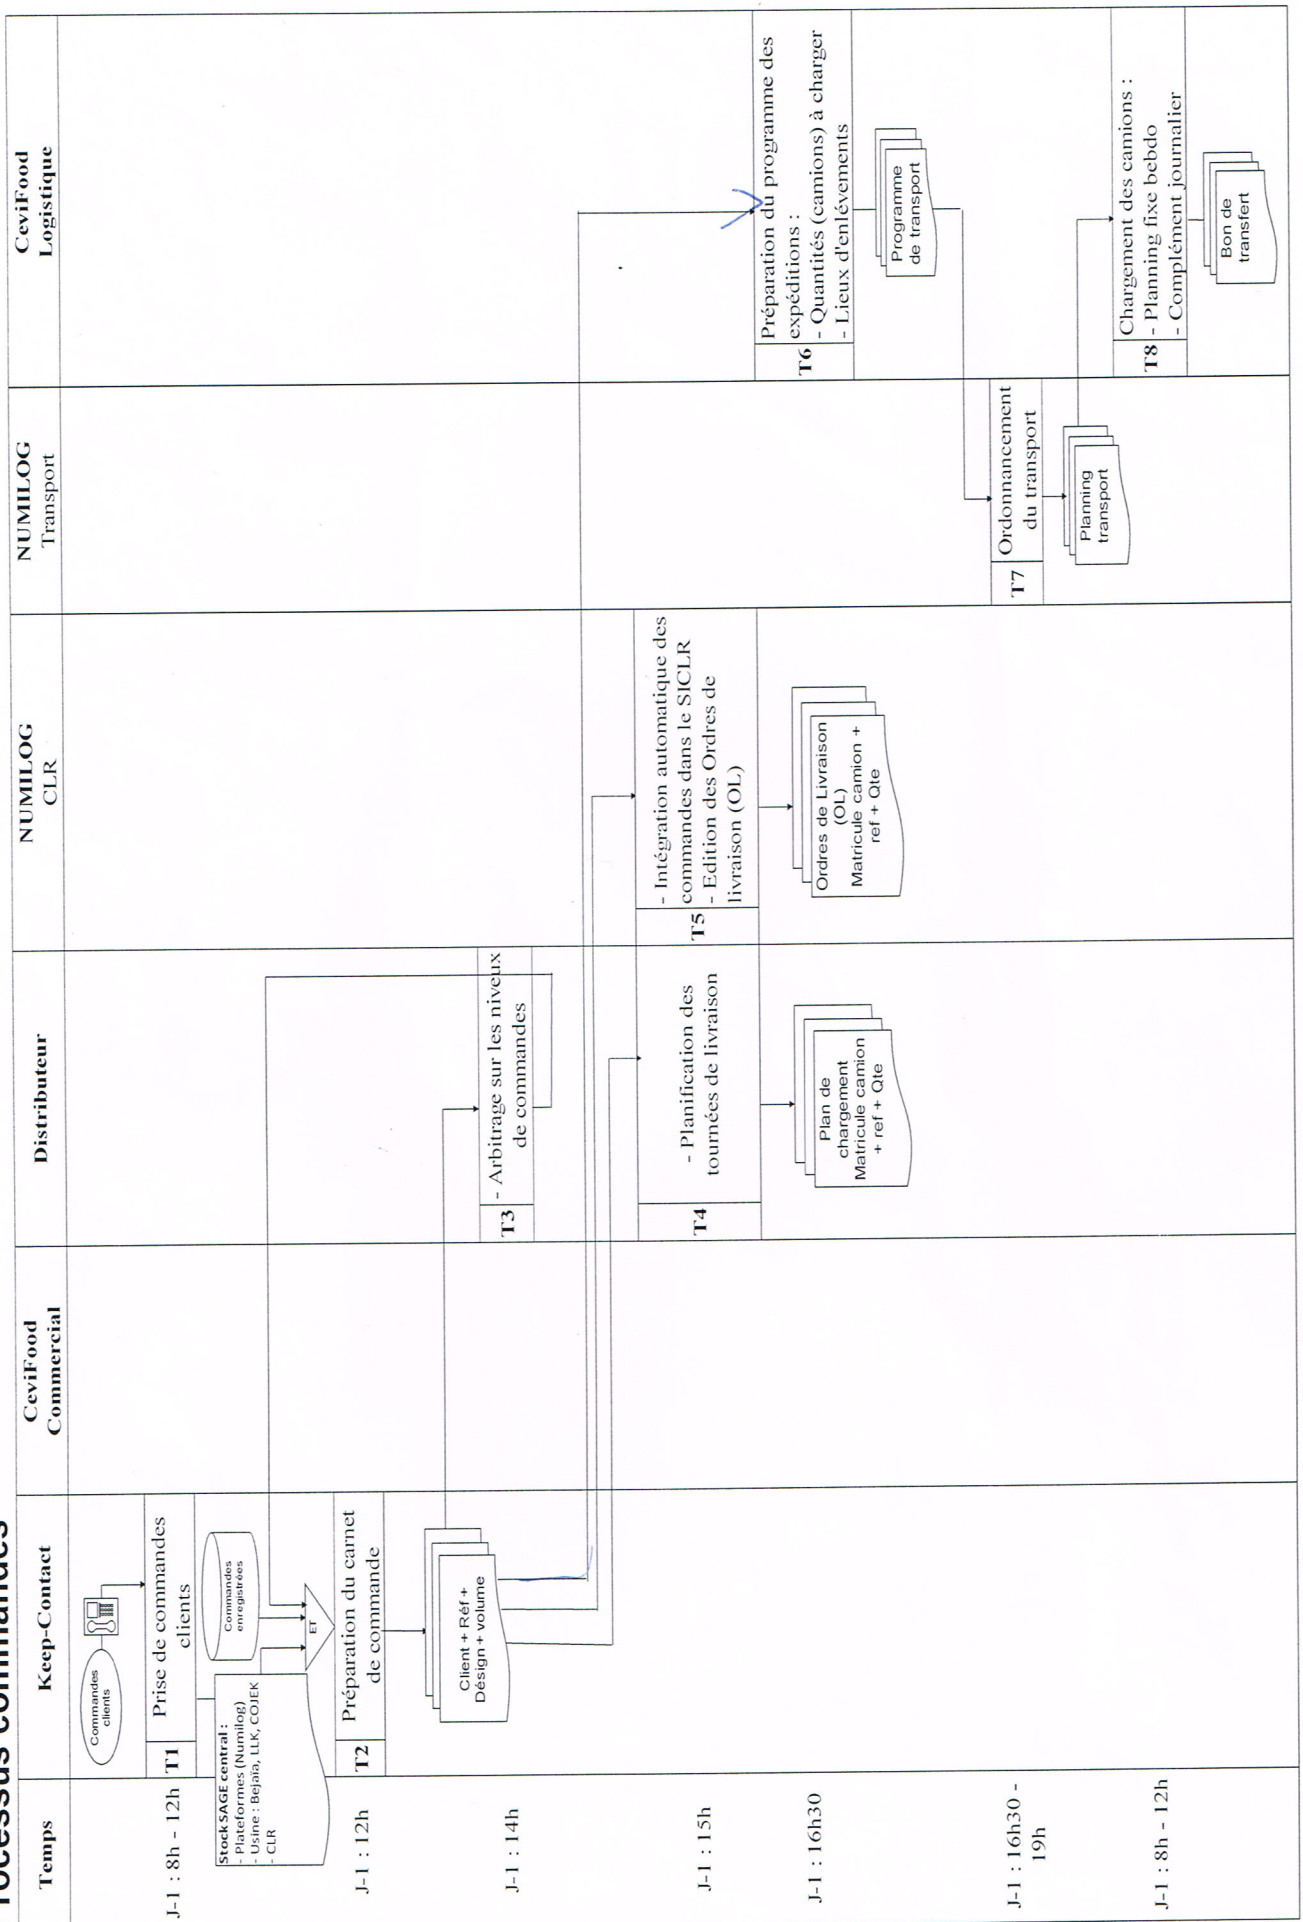 rocessus commandes
Temps
Keep-Contact
CeviFood
Commercial
Distributeur
NUMILOG
CLR
NUMILOG
Transport
CeviFood
Logistique
J-1 : 8h - 12h
Commandes
clients
T1
Prise de commandes
clients
Stock SAGE central :
- Plateformes (Numilog)
- Usine : Bejaïa, LLK, COJEK
- CLR
Commandes
enregistrées
ET
J-1 : 12h
T2
Préparation du carnet
de commande
Client + Réf +
Désign + volume
J-1 : 14h
T3
- Arbitrage sur les niveux
de commandes
J-1 : 15h
T4
- Planification des
tournées de livraison
Plan de
chargement
Matricule camion
+ ref + Qte
T5
- Intégration automatique des
commandes dans le SICLR
- Edition des Ordres de
livraison (OL)
Ordres de Livraison
(OL)
Matricule camion +
ref + Qte
J-1 : 16h30
T6
Préparation du programme des
expéditions :
- Quantités (camions) à charger
- Lieux d'enlévements
Programme
de transport
J-1 : 16h30 -
19h
T7
Ordonnancement
du transport
Planning
transport
J-1 : 8h - 12h
T8
Chargement des camions :
- Planning fixe bebdo
- Complément journalier
Bon de
transfert